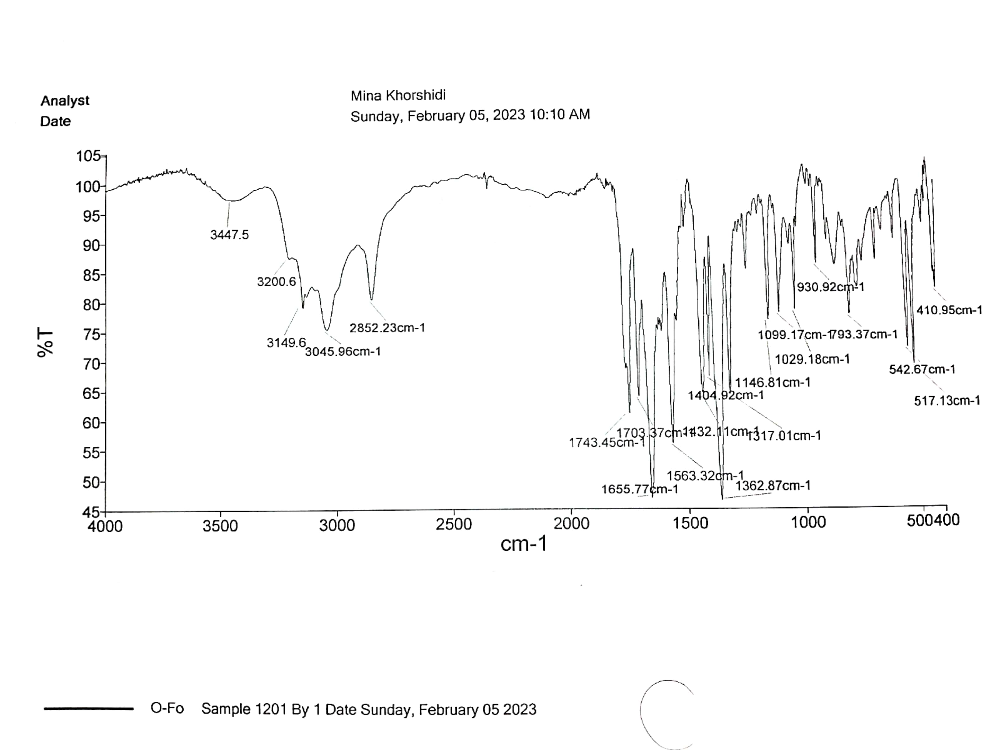 Analyst
Mina Khorshidi
Date
Sunday, February 05, 2023 10:10 AM
105
100
95
90
85
80
75
70
65
60
55
50
45
%T
3447.5
3200.6
3149.6
3045.96cm-1
2852.23cm-1
1743.45cm-1
1703.37cm-1
1655.77cm-1
1563.32cm-1
1432.11cm-1
1404.92cm-1
1362.87cm-1
1317.01cm-1
1146.81cm-1
1099.17cm-1
1029.18cm-1
930.92cm-1
793.37cm-1
542.67cm-1
517.13cm-1
410.95cm-1
4000 3500 3000 2500 2000 1500 1000 500400
cm-1
O-Fo Sample 1201 By 1 Date Sunday, February 05 2023